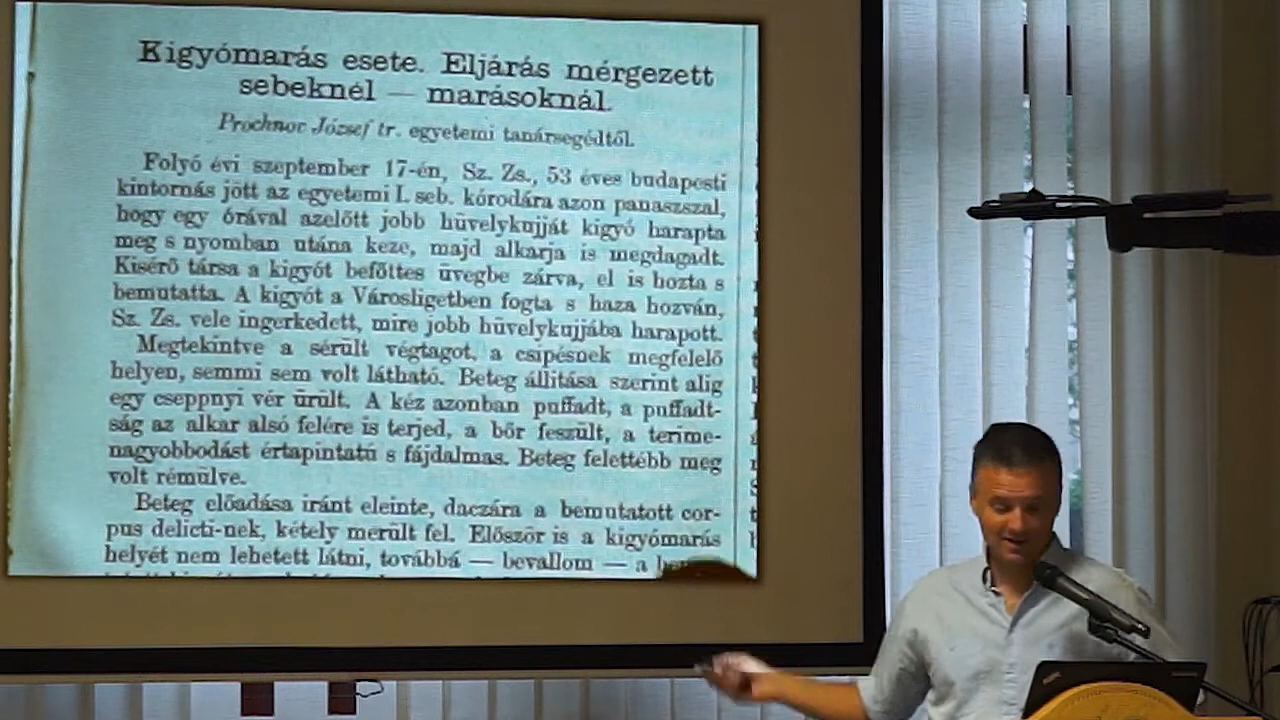 Kigyómarás esete. Eljárás mérgezett
sebeknél — marásoknál.
Prochnov József tr. egyetemi tanársegédtől.
Folyó évi szeptember 17-én, Sz. Zs., 53 éves budapesti
kintornás jött az egyetemi I. seb. kórodára azon panaszszal,
hogy egy órával azelőtt jobb hüvelykujját kigyó harapta
meg s nyomban utána keze, majd alkarja is megdagadt.
Kisérő társa a kigyót befőttes üvegbe zárva, el is hozta s
bemutatta. A kigyót a Városligetben fogta s haza hozván,
Sz. Zs. vele ingerkedett, mire jobb hüvelykujjába harapott.
Megtekintve a sérült végtagot, a csipésnek megfelelő
helyen, semmi sem volt látható. Beteg állitása szerint alig
egy cseppnyi vér ürült. A kéz azonban puffadt, a puffadt-
ság az alkar alsó felére is terjed, a bőr feszült, a terime-
nagyobbodást értapintatú s fájdalmas. Beteg felettébb meg
volt rémülve.
Beteg előadása iránt eleinte, daczára a bemutatott cor-
pus delicti-nek, kétely merült fel. Először is a kigyómarás
helyét nem lehetett látni, továbbá — bevallom — a